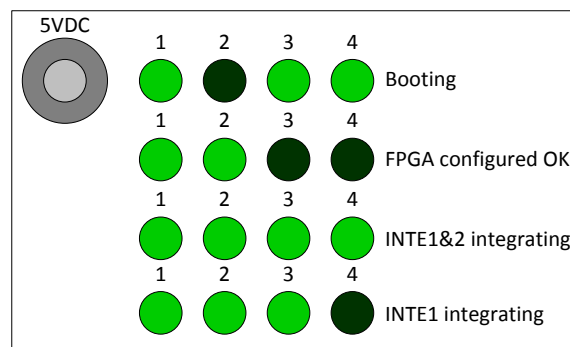 5VDC
1 2 3 4
Booting
1 2 3 4
FPGA configured OK
1 2 3 4
INTE1&2 integrating
1 2 3 4
INTE1 integrating